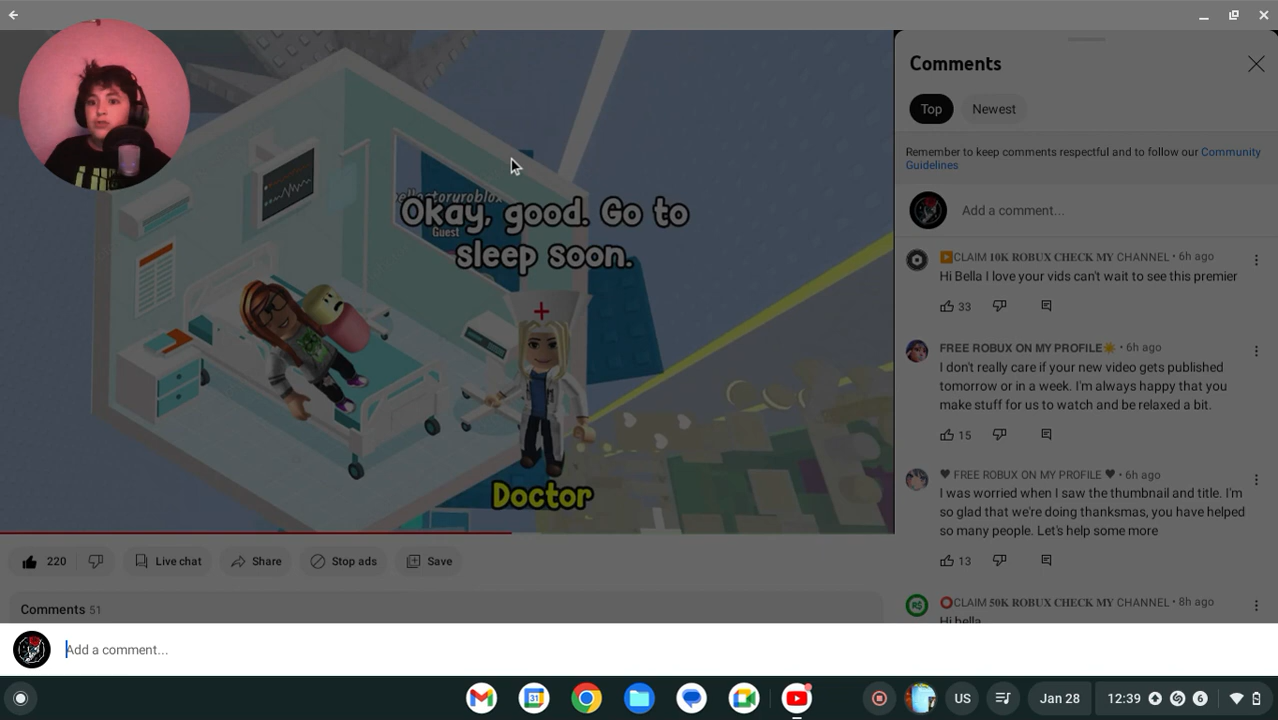 Comments
Top
Newest
Remember to keep comments respectful and to follow our Community
Guidelines
Add a comment...
▶️CLAIM 𝟏𝟎𝐊 𝐑𝐎𝐁𝐔𝐗 𝐂𝐇𝐄𝐂𝐊 𝐌𝐘 CHANNEL • 6h ago
Hi Bella I love your vids can't wait to see this premier
33
FREE ROBUX ON MY PROFILE☀️ • 6h ago
I don't really care if your new video gets published
tomorrow or in a week. I'm always happy that you
make stuff for us to watch and be relaxed a bit.
15
♥ FREE ROBUX ON MY PROFILE ♥ • 6h ago
I was worried when I saw the thumbnail and title. I'm
so glad that we're doing thanksmas, you have helped
so many people. Let's help some more
13
⭕CLAIM 𝟓𝟎𝐊 𝐑𝐎𝐁𝐔𝐗 𝐂𝐇𝐄𝐂𝐊 𝐌𝐘 CHANNEL • 8h ago
Hi bella
Guest
Okay, good. Go to
sleep soon.
Doctor
220
Live chat
Share
Stop ads
Save
Comments 51
Add a comment...
31
US
Jan 28
12:39
6